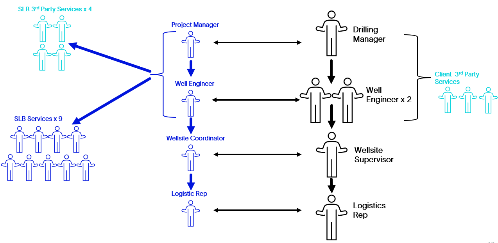 SLB 3rd Party Services x 4
Project Manager
Drilling
Manager
Well Engineer
Well
Engineer x 2
Client 3rd Party
Services
SLB Services x 9
Wellsite Coordinator
Wellsite
Supervisor
Logistic Rep
Logistics
Rep